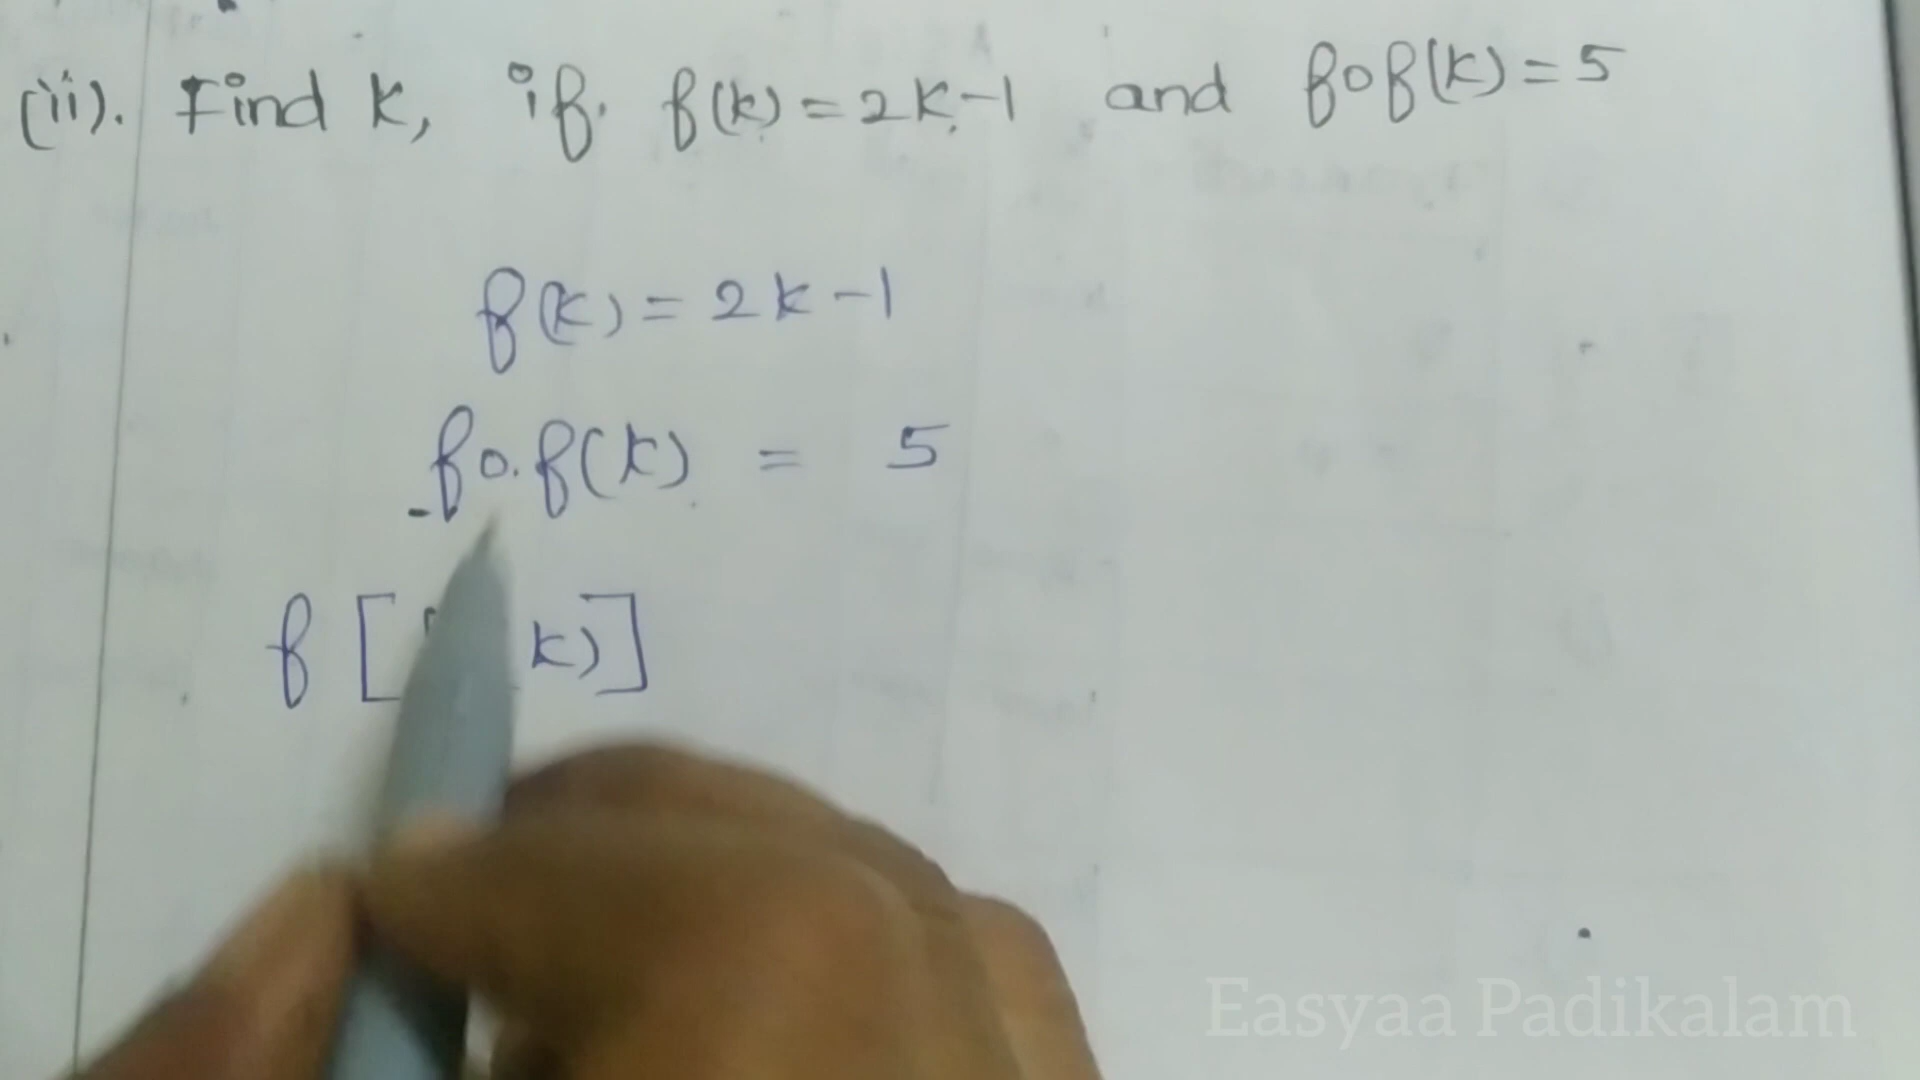 (ii). Find k, if. f(k) = 2k-1 and fof(k) = 5
f(k) = 2k-1
fo.f(k) = 5
f [ k)]
Easyaa Padikalam